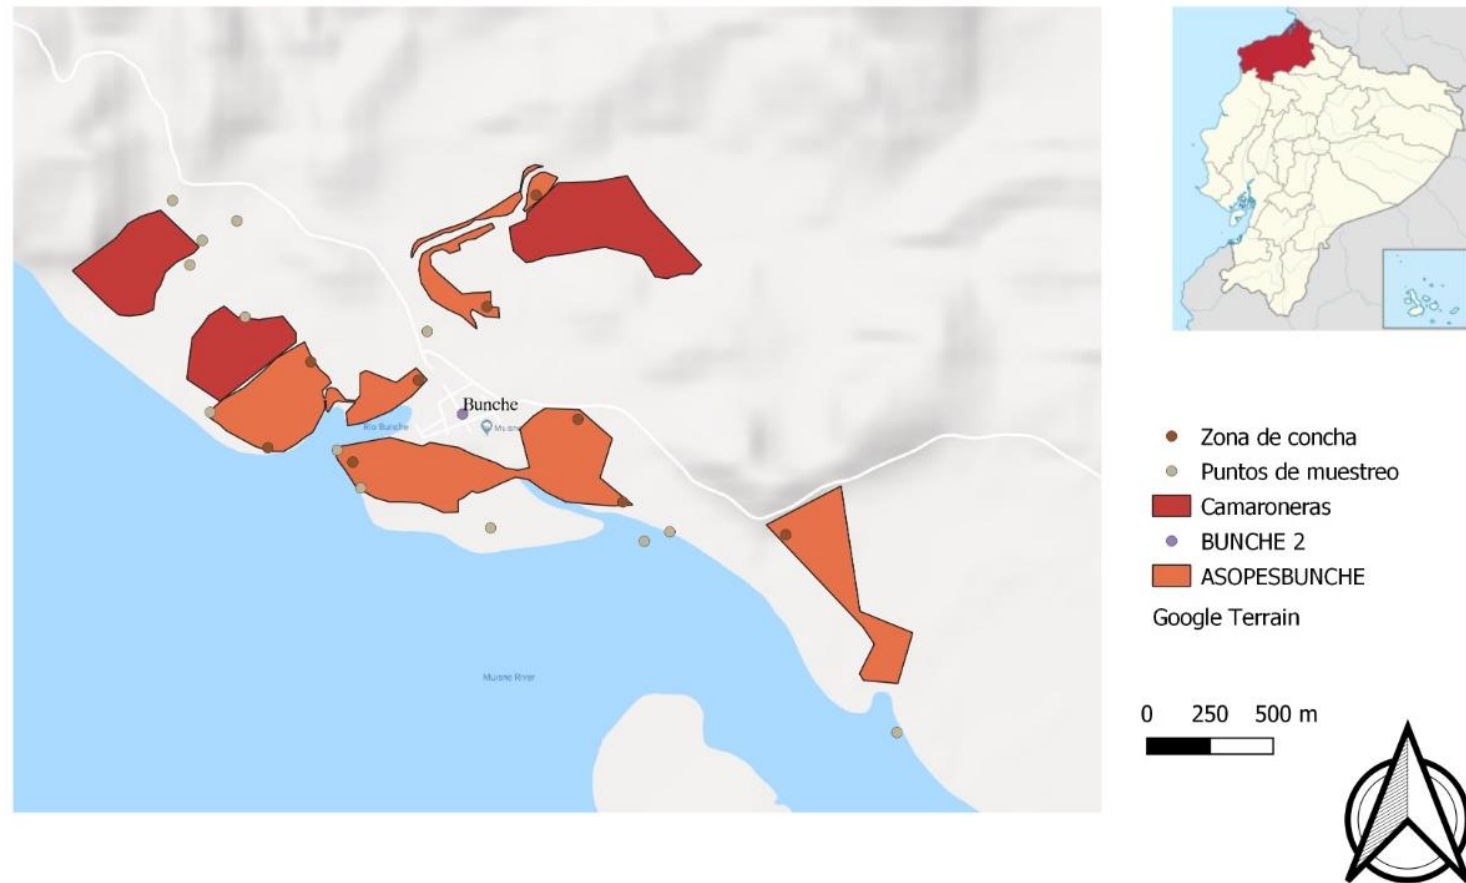 Bunche
Río Bunche
Muisne
Muisne River
Zona de concha
Puntos de muestreo
Camaroneras
BUNCHE 2
ASOPESBUNCHE
Google Terrain
0 250 500 m